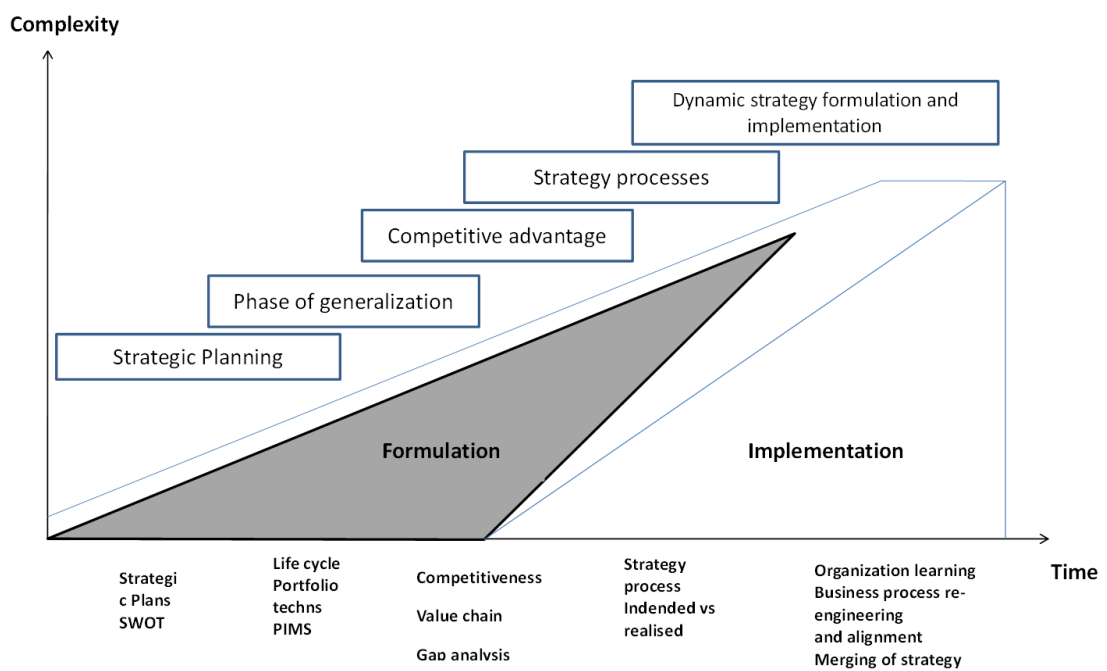 Complexity
Dynamic strategy formulation and
implementation
Strategy processes
Competitive advantage
Phase of generalization
Strategic Planning
Formulation
Implementation
Time
Strategi
c Plans
SWOT
Life cycle
Portfolio
techns
PIMS
Competitiveness
Value chain
Gap analysis
Strategy
process
Indended vs
realised
Organization learning
Business process re-
engineering
and alignment
Merging of strategy